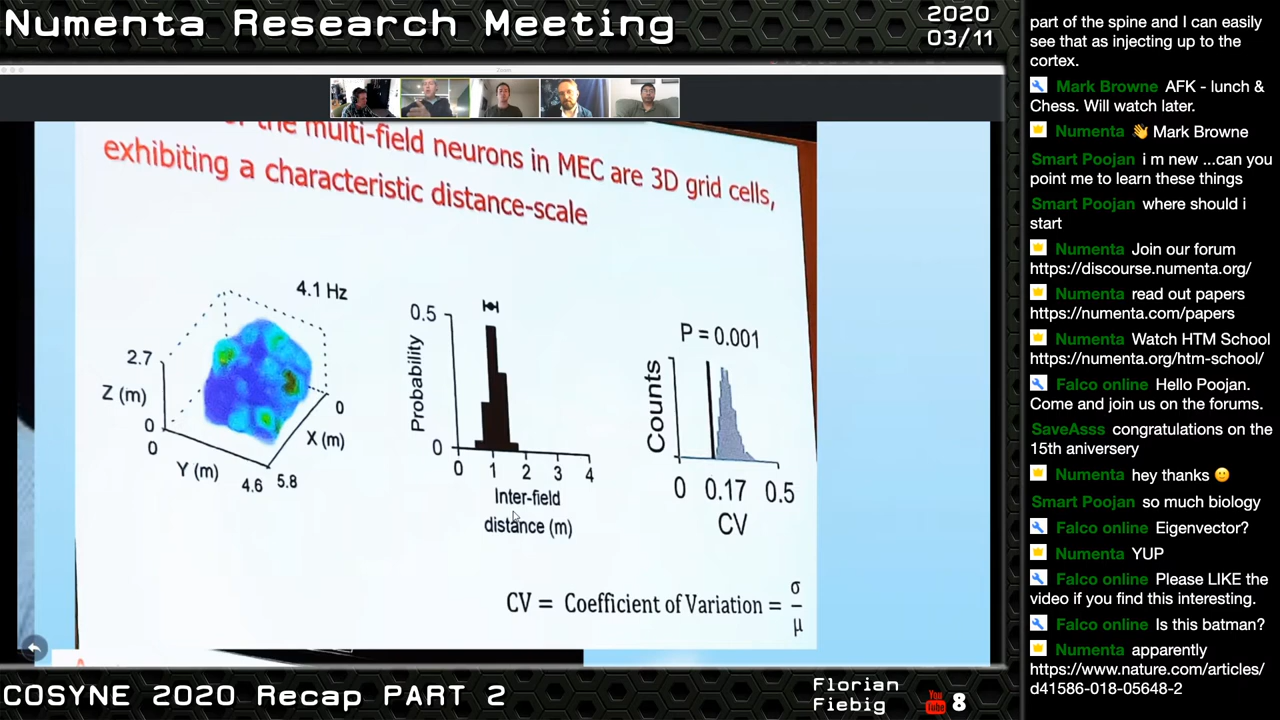 Numenta Research Meeting
2020
03/11
Zoom
the multi-field neurons in MEC are 3D grid cells,
exhibiting a characteristic distance-scale
4.1 Hz
2.7
Z (m)
0
0
Y (m)
4.6
5.8
X (m)
0
0.5
Probability
0
0
1
2
3
4
Inter-field
distance (m)
P = 0.001
Counts
0
0.17
0.5
CV
CV = Coefficient of Variation = σ
μ
COSYNE 2020 Recap PART 2
Florian
Fiebig
You
Tube
8
part of the spine and I can easily
see that as injecting up to the
cortex.
Mark Browne AFK - lunch &
Chess. Will watch later.
Numenta 👋 Mark Browne
Smart Poojan i m new ...can you
point me to learn these things
Smart Poojan where should i
start
Numenta Join our forum
https://discourse.numenta.org/
Numenta read out papers
https://numenta.com/papers
Numenta Watch HTM School
https://numenta.org/htm-school/
Falco online Hello Poojan.
Come and join us on the forums.
SaveAsss congratulations on the
15th aniversery
Numenta hey thanks 🙂
Smart Poojan so much biology
Falco online Eigenvector?
Numenta YUP
Falco online Please LIKE the
video if you find this interesting.
Falco online Is this batman?
Numenta apparently
https://www.nature.com/articles/
d41586-018-05648-2